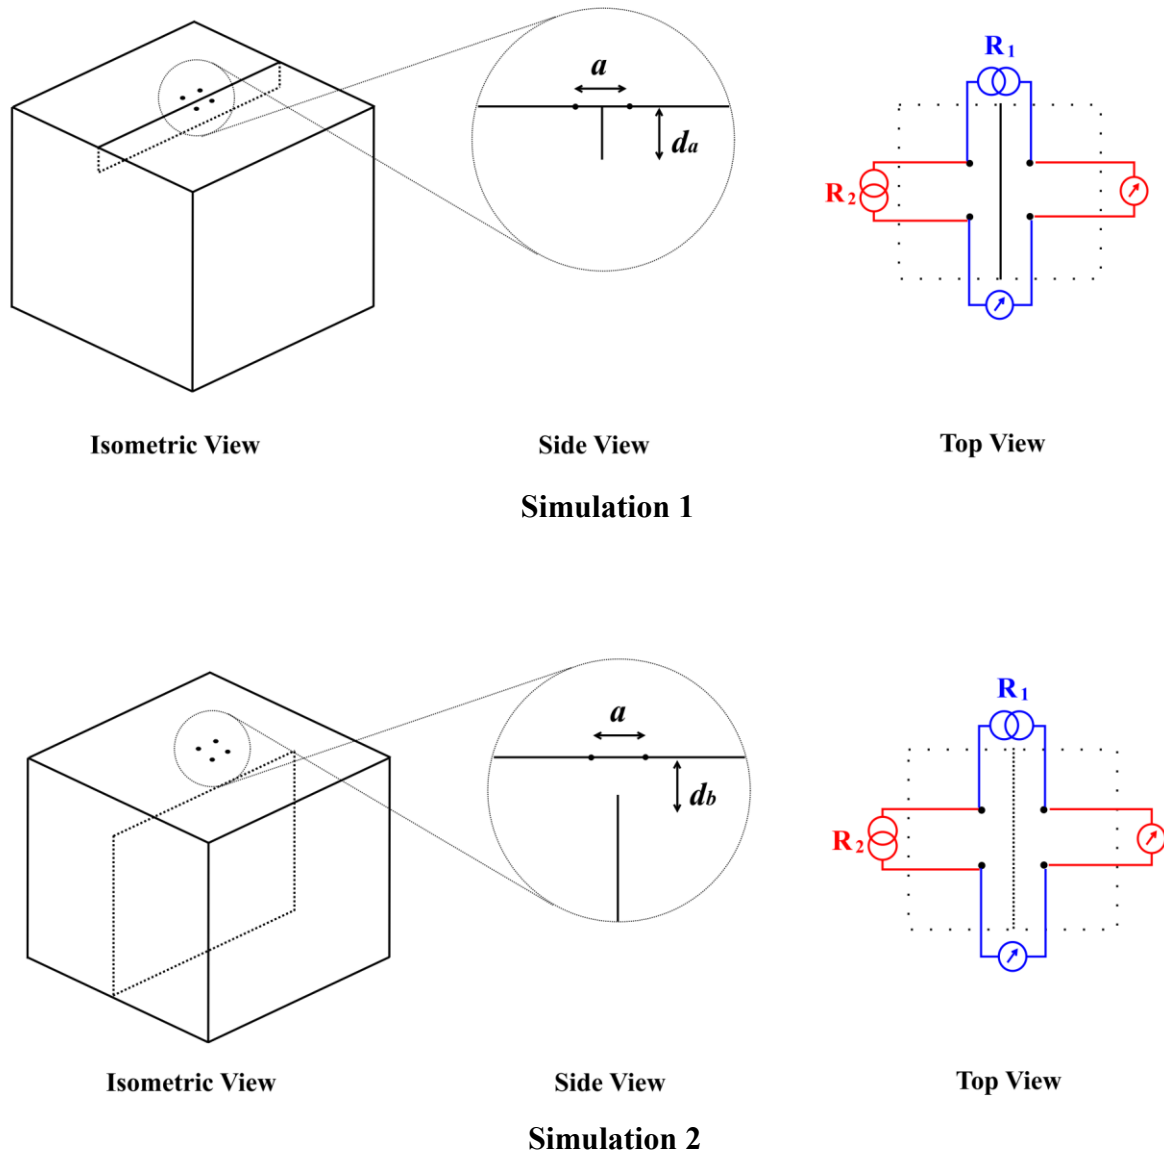 a
da
R1
R2
Isometric View
Side View
Top View
Simulation 1
a
db
R1
R2
Isometric View
Side View
Top View
Simulation 2